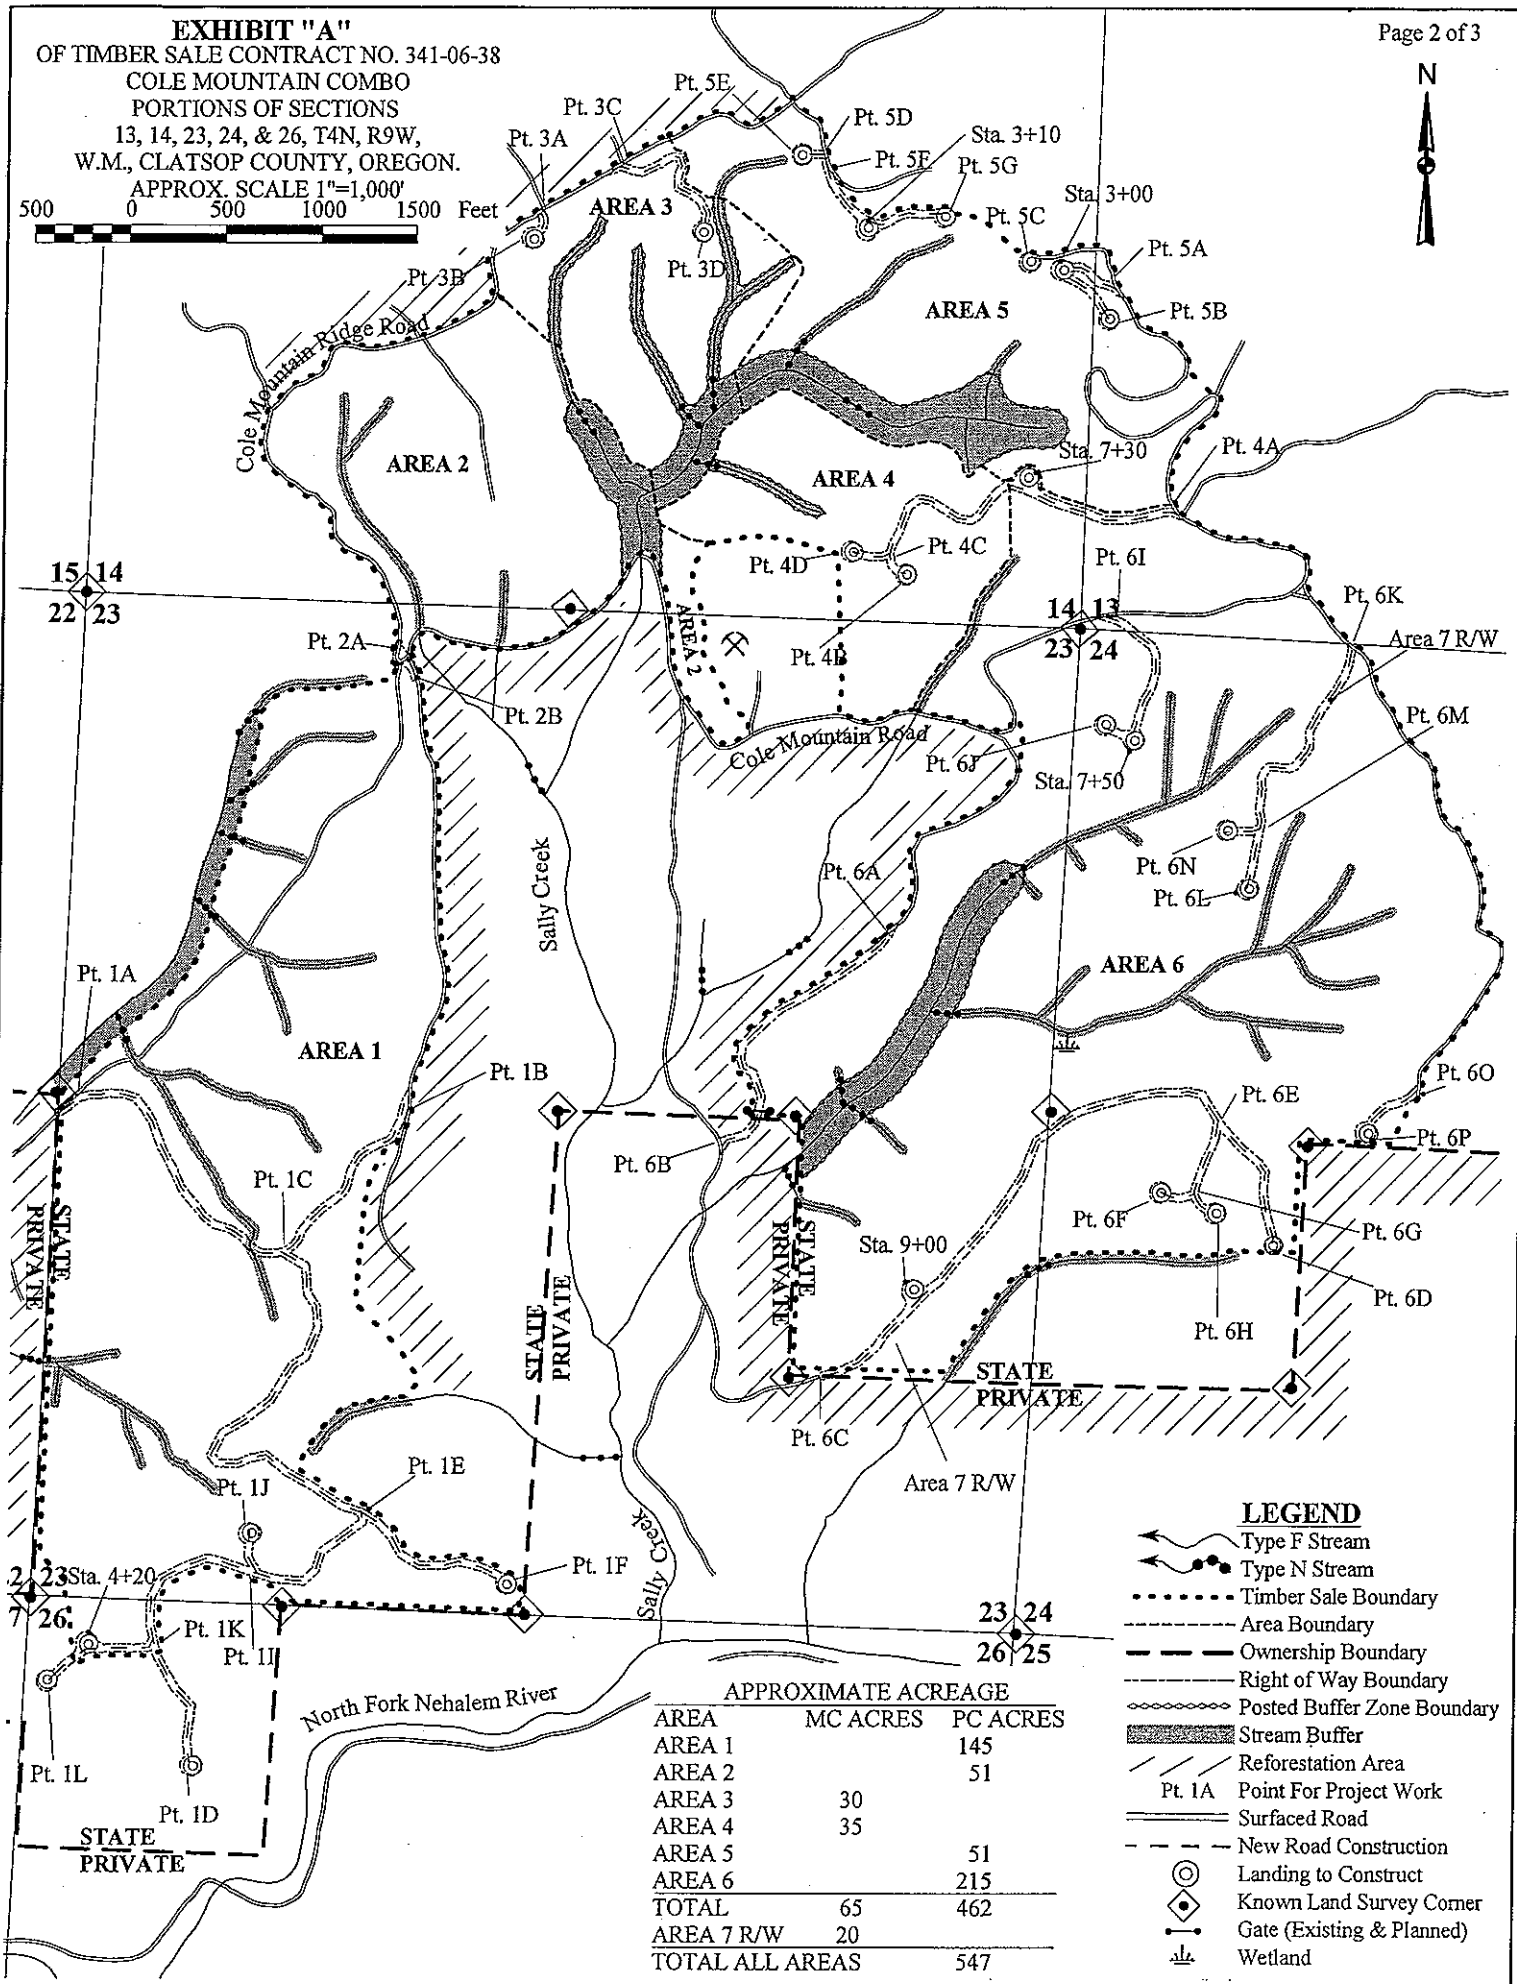 EXHIBIT "A"
OF TIMBER SALE CONTRACT NO. 341-06-38
COLE MOUNTAIN COMBO
PORTIONS OF SECTIONS
13, 14, 23, 24, & 26, T4N, R9W,
W.M., CLATSOP COUNTY, OREGON.
APPROX. SCALE 1"=1,000'
500 0 500 1000 1500 Feet
Page 2 of 3
N
Pt. 5E
Pt. 3C
Pt. 3A
Pt. 5D
Sta. 3+10
Pt. 5F
Pt. 5G
AREA 3
Pt. 5C
Sta. 3+00
Pt. 5A
Pt. 3B
Pt. 3D
AREA 5
Pt. 5B
Cole Mountain Ridge Road
AREA 2
AREA 4
Sta. 7+30
Pt. 4A
Pt. 4D
Pt. 4C
Pt. 6I
15 14
22 23
14 13
23 24
Pt. 6K
Area 7 R/W
Pt. 2A
AREA 2
Pt. 4B
Pt. 2B
Pt. 6M
Cole Mountain Road
Pt. 6J
Sta. 7+50
Sally Creek
Pt. 6A
Pt. 6N
Pt. 6L
Pt. 1A
AREA 6
AREA 1
Pt. 1B
Pt. 6O
Pt. 6E
Pt. 6P
Pt. 6B
Pt. 1C
Pt. 6F
Pt. 6G
STATE
PRIVATE
STATE
PRIVATE
Sta. 9+00
Pt. 6D
Pt. 6H
STATE
PRIVATE
STATE
PRIVATE
Pt. 6C
Area 7 R/W
Pt. 1E
Pt. 1J
Pt. 1F
Sally Creek
2 23
7 26
Sta. 4+20
Pt. 1K
Pt. 1I
23 24
26 25
North Fork Nehalem River
Pt. 1L
Pt. 1D
STATE
PRIVATE
APPROXIMATE ACREAGE
AREA MC ACRES PC ACRES
AREA 1 145
AREA 2 51
AREA 3 30
AREA 4 35
AREA 5 51
AREA 6 215
TOTAL 65 462
AREA 7 R/W 20
TOTAL ALL AREAS 547
LEGEND
Type F Stream
Type N Stream
Timber Sale Boundary
Area Boundary
Ownership Boundary
Right of Way Boundary
Posted Buffer Zone Boundary
Stream Buffer
Reforestation Area
Pt. 1A Point For Project Work
Surfaced Road
New Road Construction
Landing to Construct
Known Land Survey Corner
Gate (Existing & Planned)
Wetland